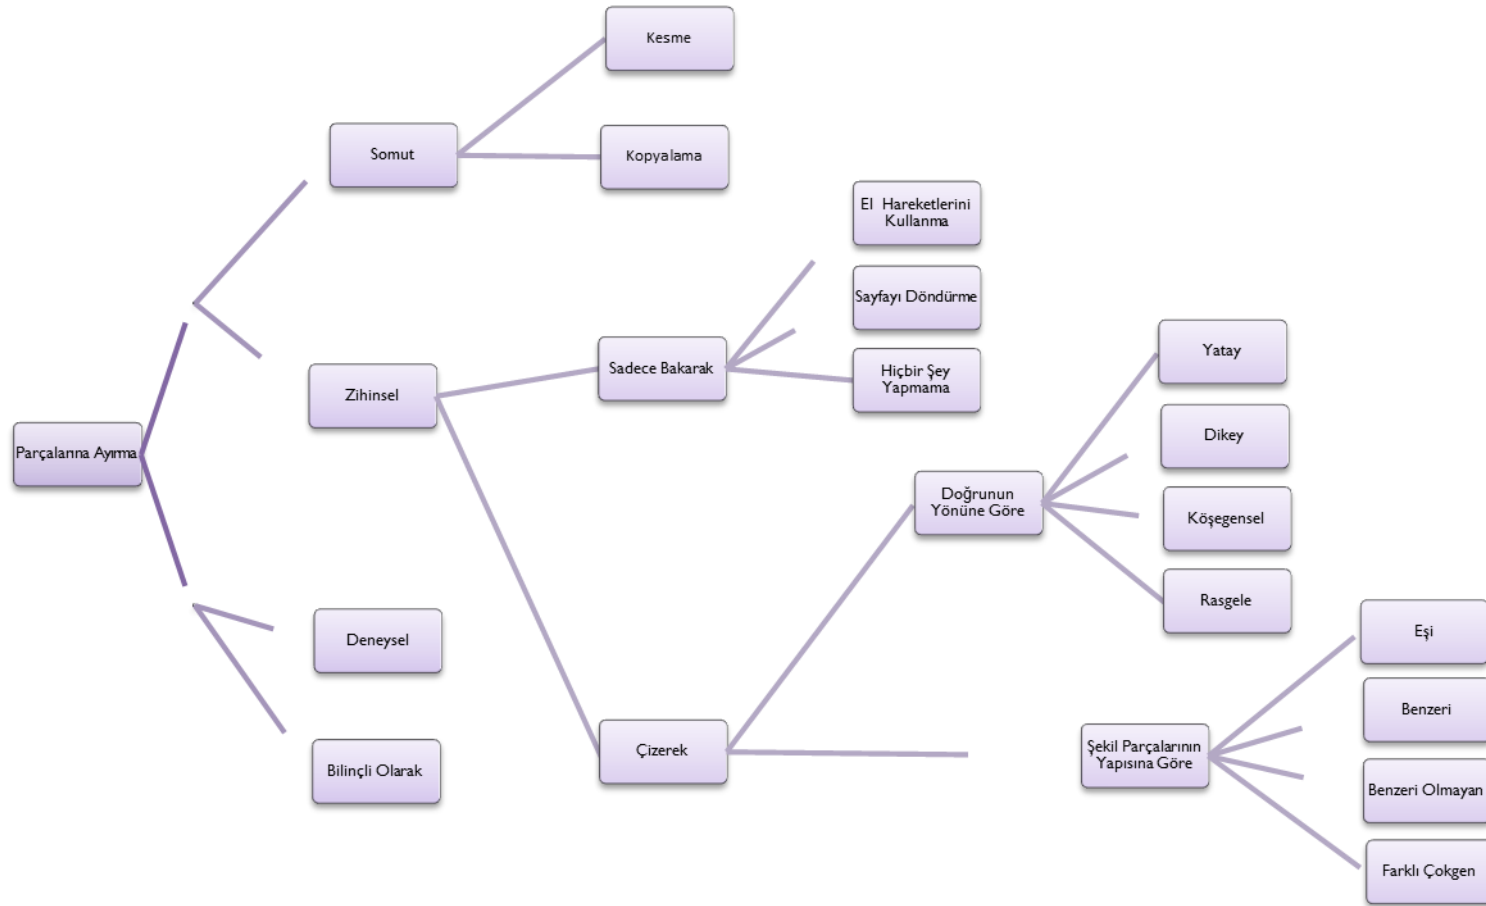 Kesme
Somut
Kopyalama
El Hareketlerini
Kullanma
Sayfayı Döndürme
Sadece Bakarak
Hiçbir Şey
Yapmama
Zihinsel
Yatay
Dikey
Parçalarına Ayırma
Doğrunun
Yönüne Göre
Köşegensel
Rasgele
Deneysel
Eşi
Benzeri
Çizerek
Şekil Parçalarının
Yapısına Göre
Bilinçli Olarak
Benzeri Olmayan
Farklı Çokgen